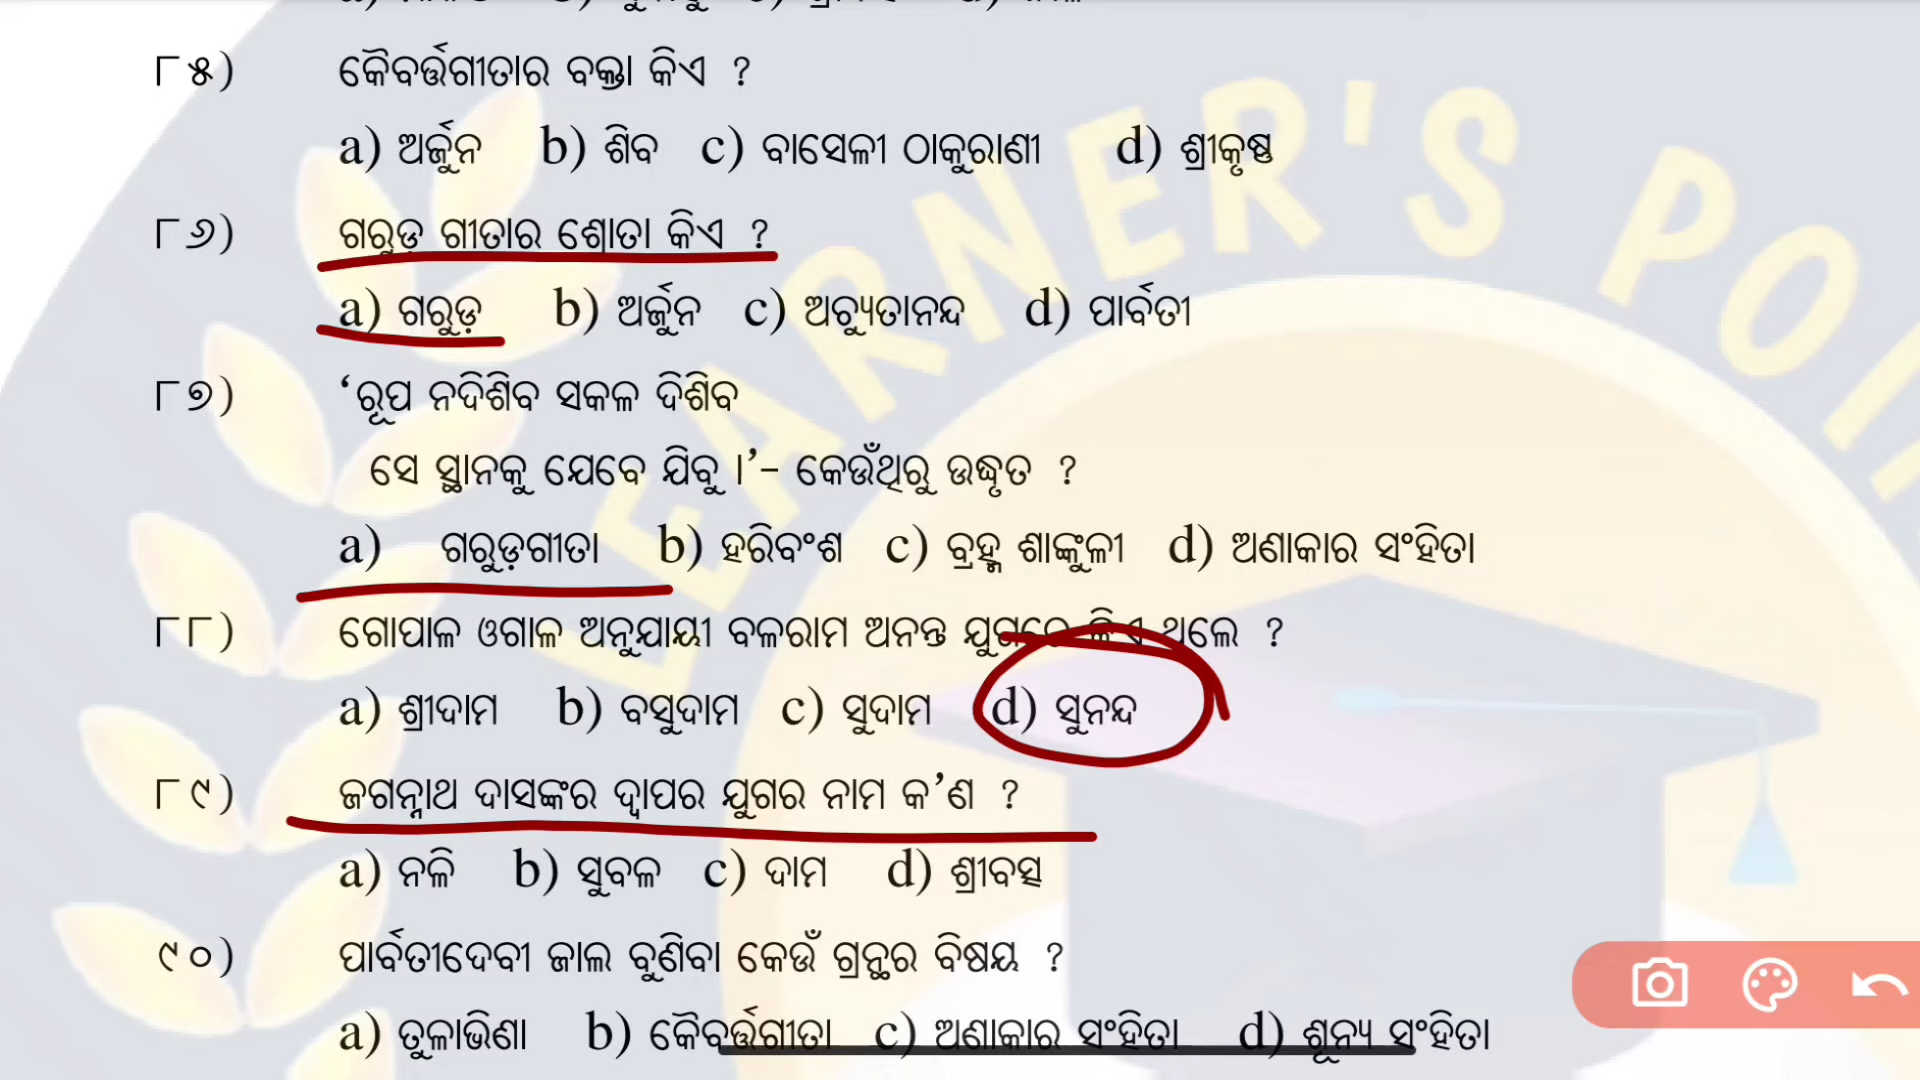 ୮୫) କୈବର୍ତ୍ତଗୀତାର ବକ୍ତା କିଏ ?
a) ଅର୍ଜୁନ b) ଶିବ c) ବାସେଳୀ ଠାକୁରାଣୀ d) ଶ୍ରୀକୃଷ୍ଣ
୮୬) ଗରୁଡ଼ ଗୀତାର ଶ୍ରୋତା କିଏ ?
a) ଗରୁଡ଼ b) ଅର୍ଜୁନ c) ଅଚ୍ୟୁତାନନ୍ଦ d) ପାର୍ବତୀ
୮୭) ‘ରୂପ ନଦିଶିବ ସକଳ ଦିଶିବ
ସେ ସ୍ଥାନକୁ ଯେବେ ଯିବୁ ।’– କେଉଁଥିରୁ ଉଦ୍ଧୃତ ?
a) ଗରୁଡ଼ଗୀତା b) ହରିବଂଶ c) ବ୍ରହ୍ମ ଶାଙ୍କୁଳୀ d) ଅଣାକାର ସଂହିତା
୮୮) ଗୋପାଳ ଓଗାଳ ଅନୁଯାୟୀ ବଳରାମ ଅନନ୍ତ ଯୁଗରେ କିଏ ଥିଲେ ?
a) ଶ୍ରୀଦାମ b) ବସୁଦାମ c) ସୁଦାମ d) ସୁନନ୍ଦ
୮୯) ଜଗନ୍ନାଥ ଦାସଙ୍କର ଦ୍ୱାପର ଯୁଗର ନାମ କ’ଣ ?
a) ନଳି b) ସୁବଳ c) ଦାମ d) ଶ୍ରୀବତ୍ସ
୯୦) ପାର୍ବତୀଦେବୀ ଜାଲ ବୁଣିବା କେଉଁ ଗ୍ରନ୍ଥର ବିଷୟ ?
a) ତୁଳାଭିଣା b) କୈବର୍ତ୍ତଗୀତା c) ଅଣାକାର ସଂହିତା d) ଶୂନ୍ୟ ସଂହିତା
LEARNER'S POI